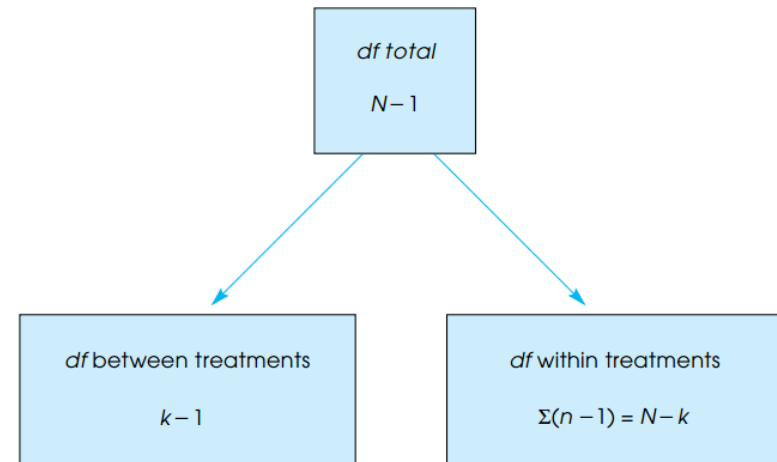 df total
N – 1
df between treatments
k – 1
df within treatments
Σ(n – 1) = N – k